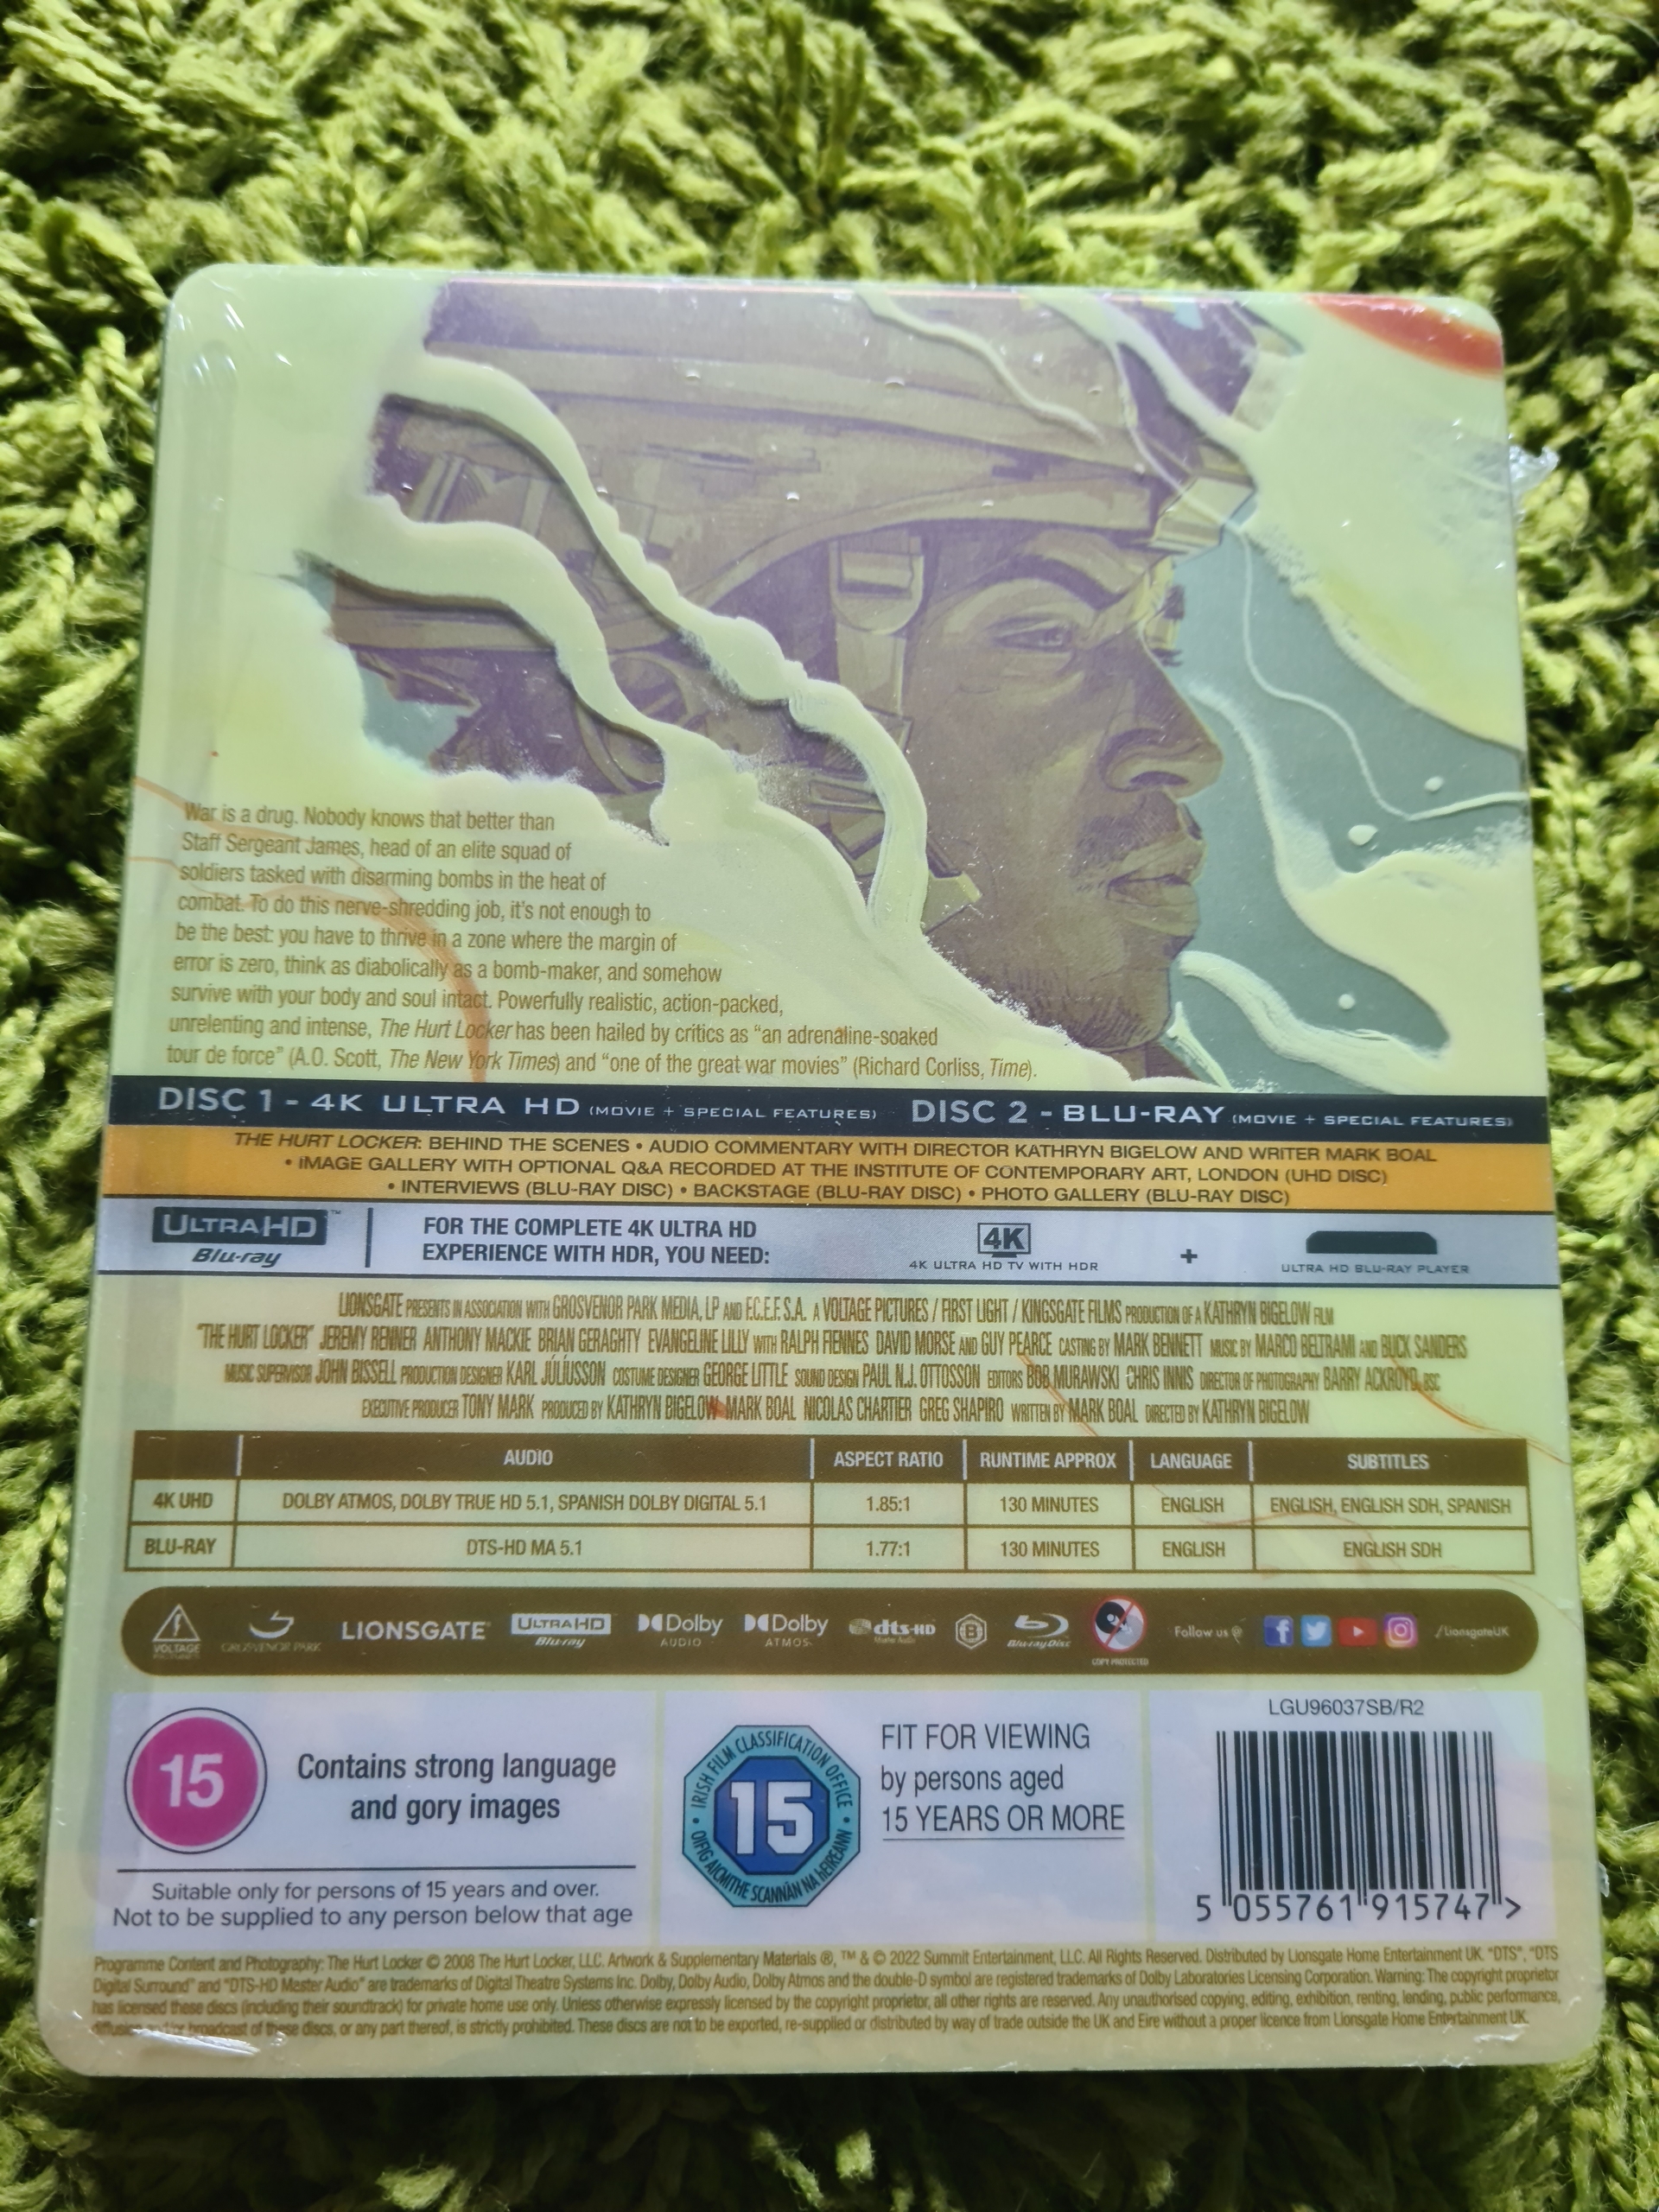 War is a drug. Nobody knows that better than
Staff Sergeant James, head of an elite squad of
soldiers tasked with disarming bombs in the heat of
combat. To do this nerve-shredding job, it's not enough to
be the best: you have to thrive in a zone where the margin of
error is zero, think as diabolically as a bomb-maker, and somehow
survive with your body and soul intact. Powerfully realistic, action-packed,
unrelenting and intense, The Hurt Locker has been hailed by critics as “an adrenaline-soaked
tour de force” (A.O. Scott, The New York Times) and “one of the great war movies” (Richard Corliss, Time).
DISC 1 - 4K ULTRA HD (MOVIE + SPECIAL FEATURES) DISC 2 - BLU-RAY (MOVIE + SPECIAL FEATURES)
THE HURT LOCKER: BEHIND THE SCENES • AUDIO COMMENTARY WITH DIRECTOR KATHRYN BIGELOW AND WRITER MARK BOAL
• IMAGE GALLERY WITH OPTIONAL Q&A RECORDED AT THE INSTITUTE OF CONTEMPORARY ART, LONDON (UHD DISC)
• INTERVIEWS (BLU-RAY DISC) • BACKSTAGE (BLU-RAY DISC) • PHOTO GALLERY (BLU-RAY DISC)
ULTRA HD™
Blu-ray
FOR THE COMPLETE 4K ULTRA HD
EXPERIENCE WITH HDR, YOU NEED:
4K
4K ULTRA HD TV WITH HDR
+
ULTRA HD BLU-RAY PLAYER
LIONSGATE PRESENTS IN ASSOCIATION WITH GROSVENOR PARK MEDIA, LP AND F.C.E.F. S.A. A VOLTAGE PICTURES / FIRST LIGHT / KINGSGATE FILMS PRODUCTION OF A KATHRYN BIGELOW FILM
“THE HURT LOCKER” JEREMY RENNER ANTHONY MACKIE BRIAN GERAGHTY EVANGELINE LILLY WITH RALPH FIENNES DAVID MORSE AND GUY PEARCE CASTING BY MARK BENNETT MUSIC BY MARCO BELTRAMI AND BUCK SANDERS
MUSIC SUPERVISOR JOHN BISSELL PRODUCTION DESIGNER KARL JÚLÍUSSON COSTUME DESIGNER GEORGE LITTLE SOUND DESIGN PAUL N.J. OTTOSSON EDITORS BOB MURAWSKI CHRIS INNIS DIRECTOR OF PHOTOGRAPHY BARRY ACKROYD, BSC
EXECUTIVE PRODUCER TONY MARK PRODUCED BY KATHRYN BIGELOW MARK BOAL NICOLAS CHARTIER GREG SHAPIRO WRITTEN BY MARK BOAL DIRECTED BY KATHRYN BIGELOW
AUDIO ASPECT RATIO RUNTIME APPROX LANGUAGE SUBTITLES
4K UHD DOLBY ATMOS, DOLBY TRUE HD 5.1, SPANISH DOLBY DIGITAL 5.1 1.85:1 130 MINUTES ENGLISH ENGLISH, ENGLISH SDH, SPANISH
BLU-RAY DTS-HD MA 5.1 1.77:1 130 MINUTES ENGLISH ENGLISH SDH
VOLTAGE
GROSVENOR PARK
LIONSGATE
ULTRA HD
Blu-ray
Dolby
AUDIO
Dolby
ATMOS
dts-HD
Master Audio
B
Blu-ray Disc
COPY PROTECTED
Follow us @
/LionsgateUK
15
Contains strong language
and gory images
Suitable only for persons of 15 years and over.
Not to be supplied to any person below that age
IRISH FILM CLASSIFICATION OFFICE
15
OIFIG AICMITHE SCANNÁN NA hÉIREANN
FIT FOR VIEWING
by persons aged
15 YEARS OR MORE
LGU96037SB/R2
5 055761 915747 >
Programme Content and Photography: The Hurt Locker © 2008 The Hurt Locker, LLC. Artwork & Supplementary Materials ®, ™ & © 2022 Summit Entertainment, LLC. All Rights Reserved. Distributed by Lionsgate Home Entertainment UK. “DTS”, “DTS
Digital Surround” and “DTS-HD Master Audio” are trademarks of Digital Theatre Systems Inc. Dolby, Dolby Audio, Dolby Atmos and the double-D symbol are registered trademarks of Dolby Laboratories Licensing Corporation. Warning: The copyright proprietor
has licensed these discs (including their soundtrack) for private home use only. Unless otherwise expressly licensed by the copyright proprietor, all other rights are reserved. Any unauthorised copying, editing, exhibition, renting, lending, public performance,
diffusion and/or broadcast of these discs, or any part thereof, is strictly prohibited. These discs are not to be exported, re-supplied or distributed by way of trade outside the UK and Eire without a proper licence from Lionsgate Home Entertainment UK.